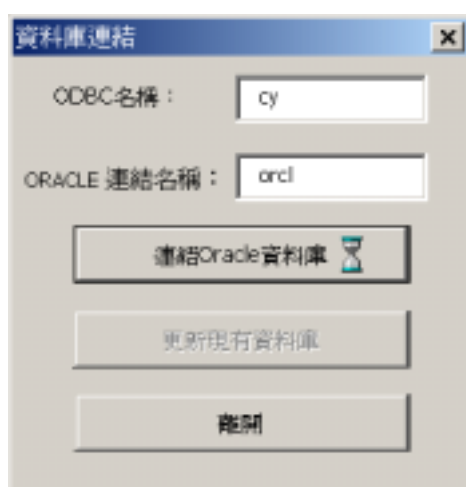 資料庫連結
ODBC名稱：
cy
ORACLE 連結名稱：
orcl
連結Oracle資料庫
更新現有資料庫
離開